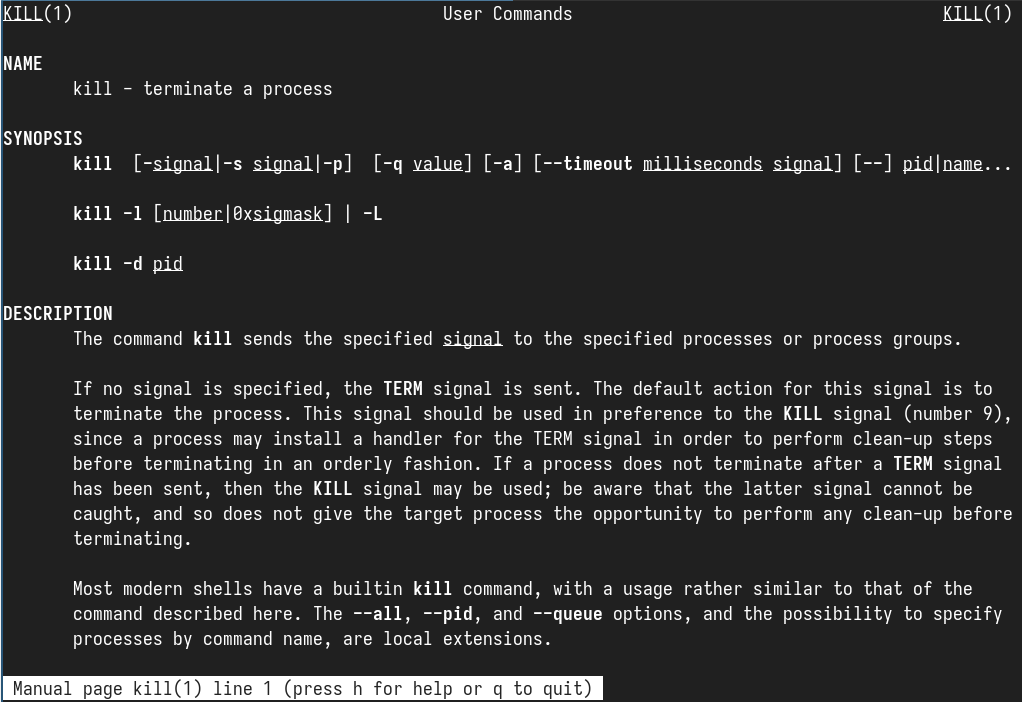 KILL(1) User Commands KILL(1)
NAME
kill - terminate a process
SYNOPSIS
kill [-signal|-s signal|-p] [-q value] [-a] [--timeout milliseconds signal] [--] pid|name...
kill -l [number|0xsigmask] | -L
kill -d pid
DESCRIPTION
The command kill sends the specified signal to the specified processes or process groups.
If no signal is specified, the TERM signal is sent. The default action for this signal is to
terminate the process. This signal should be used in preference to the KILL signal (number 9),
since a process may install a handler for the TERM signal in order to perform clean-up steps
before terminating in an orderly fashion. If a process does not terminate after a TERM signal
has been sent, then the KILL signal may be used; be aware that the latter signal cannot be
caught, and so does not give the target process the opportunity to perform any clean-up before
terminating.
Most modern shells have a builtin kill command, with a usage rather similar to that of the
command described here. The --all, --pid, and --queue options, and the possibility to specify
processes by command name, are local extensions.
Manual page kill(1) line 1 (press h for help or q to quit)